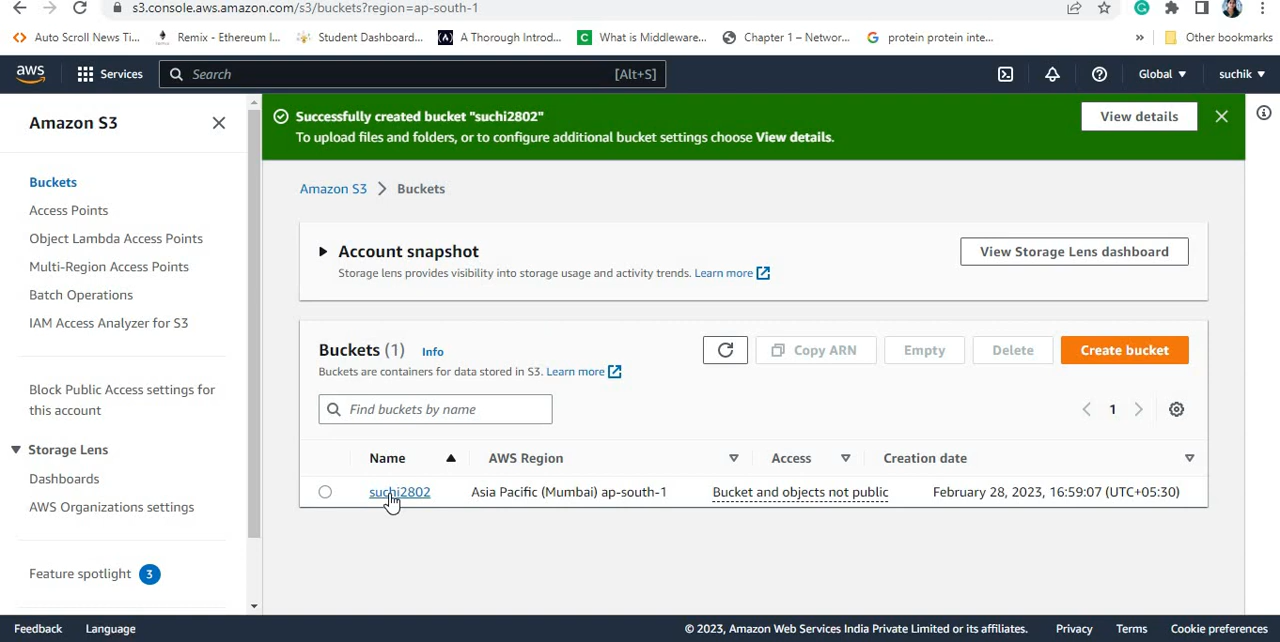 s3.console.aws.amazon.com/s3/buckets?region=ap-south-1
Auto Scroll News Ti... Remix - Ethereum I... Student Dashboard... A Thorough Introd... What is Middleware... Chapter 1 – Networ... protein protein inte... » Other bookmarks
aws Services Search [Alt+S] Global suchik
Amazon S3
Buckets
Access Points
Object Lambda Access Points
Multi-Region Access Points
Batch Operations
IAM Access Analyzer for S3
Block Public Access settings for
this account
Storage Lens
Dashboards
AWS Organizations settings
Feature spotlight 3
Successfully created bucket "suchi2802"
To upload files and folders, or to configure additional bucket settings choose View details.
View details
Amazon S3 > Buckets
Account snapshot
Storage lens provides visibility into storage usage and activity trends. Learn more
View Storage Lens dashboard
Buckets (1) Info
Buckets are containers for data stored in S3. Learn more
Copy ARN Empty Delete Create bucket
Find buckets by name
1
Name AWS Region Access Creation date
suchi2802 Asia Pacific (Mumbai) ap-south-1 Bucket and objects not public February 28, 2023, 16:59:07 (UTC+05:30)
Feedback Language © 2023, Amazon Web Services India Private Limited or its affiliates. Privacy Terms Cookie preferences